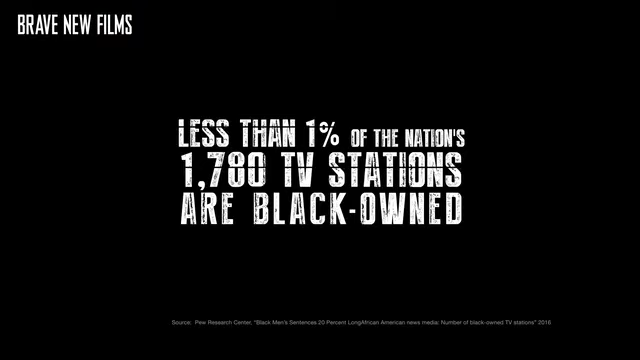 BRAVE NEW FILMS
LESS THAN 1% OF THE NATION'S
1,780 TV STATIONS
ARE BLACK-OWNED
Source: Pew Research Center, "Black Men's Sentences 20 Percent LongAfrican American news media: Number of black-owned TV stations" 2016